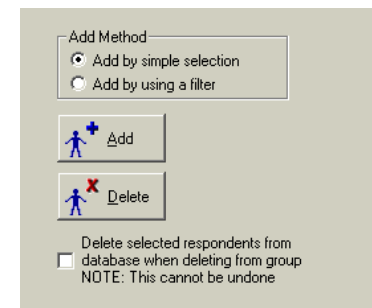 Add Method
Add by simple selection
Add by using a filter
Add
Delete
Delete selected respondents from
database when deleting from group
NOTE: This cannot be undone